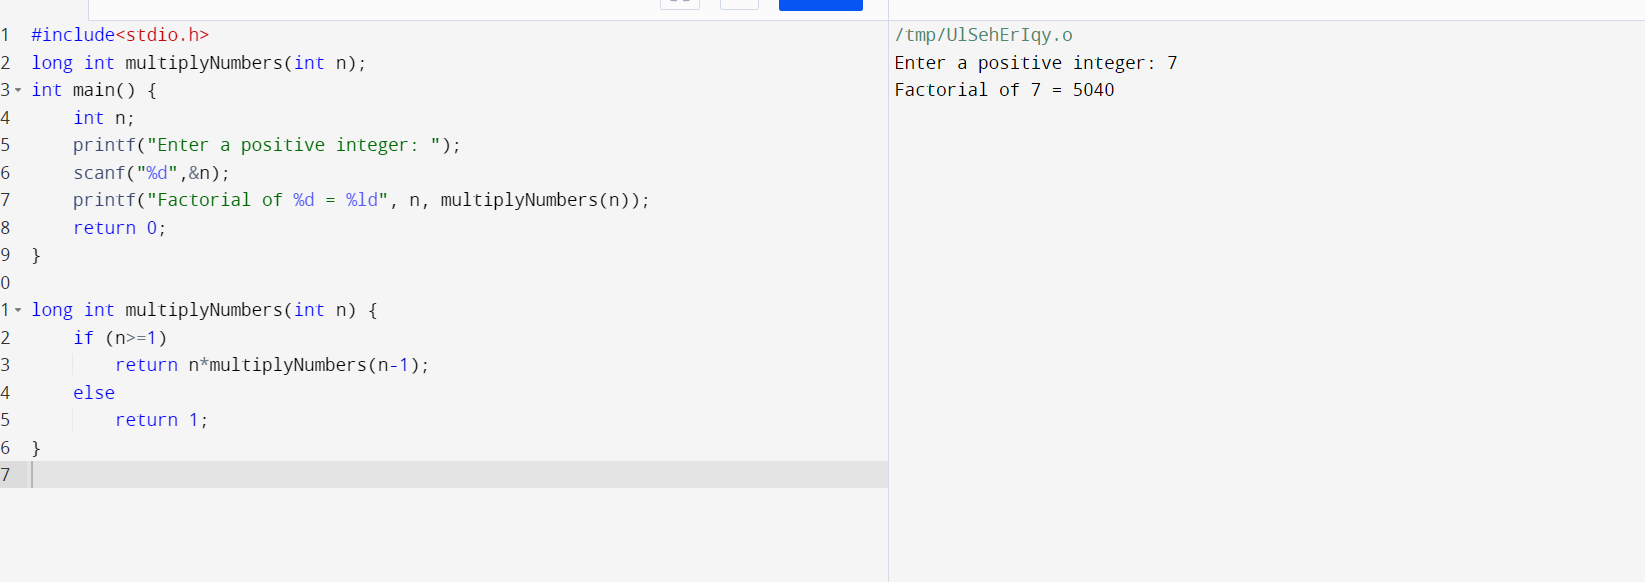 1 #include<stdio.h>
2 long int multiplyNumbers(int n);
3 int main() {
4     int n;
5     printf("Enter a positive integer: ");
6     scanf("%d",&n);
7     printf("Factorial of %d = %ld", n, multiplyNumbers(n));
8     return 0;
9 }
0
1 long int multiplyNumbers(int n) {
2     if (n>=1)
3         return n*multiplyNumbers(n-1);
4     else
5         return 1;
6 }
7
/tmp/UlSehErIqy.o
Enter a positive integer: 7
Factorial of 7 = 5040